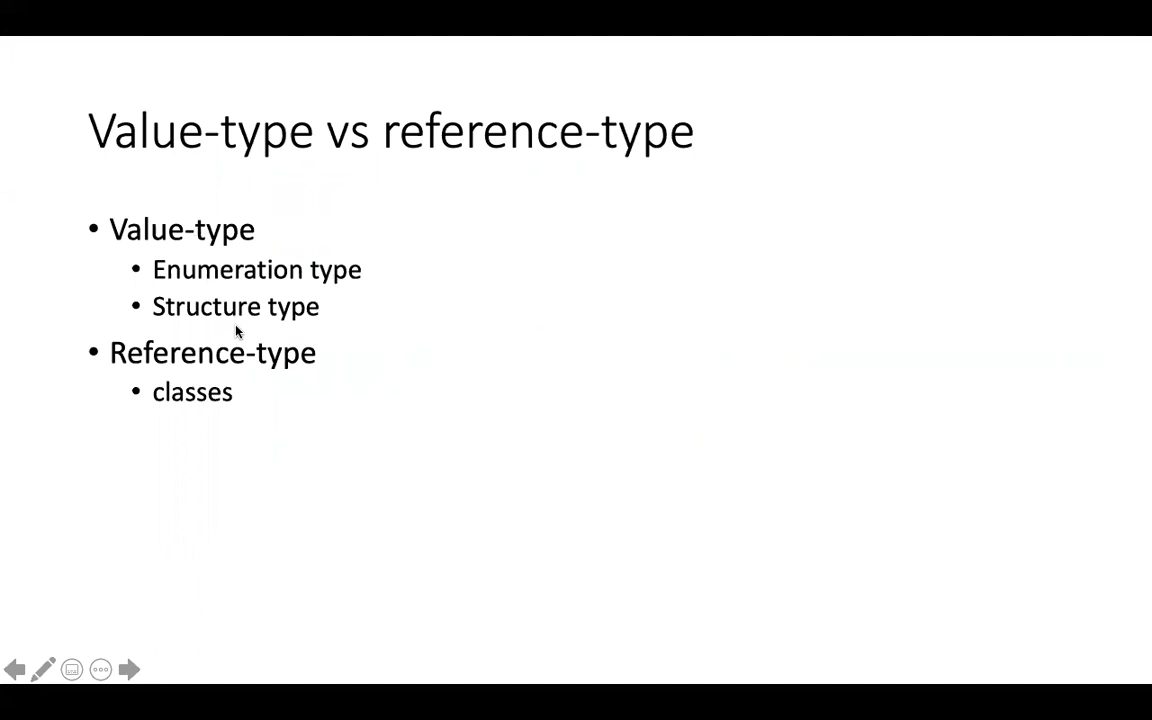 Value-type vs reference-type
• Value-type
• Enumeration type
• Structure type
• Reference-type
• classes